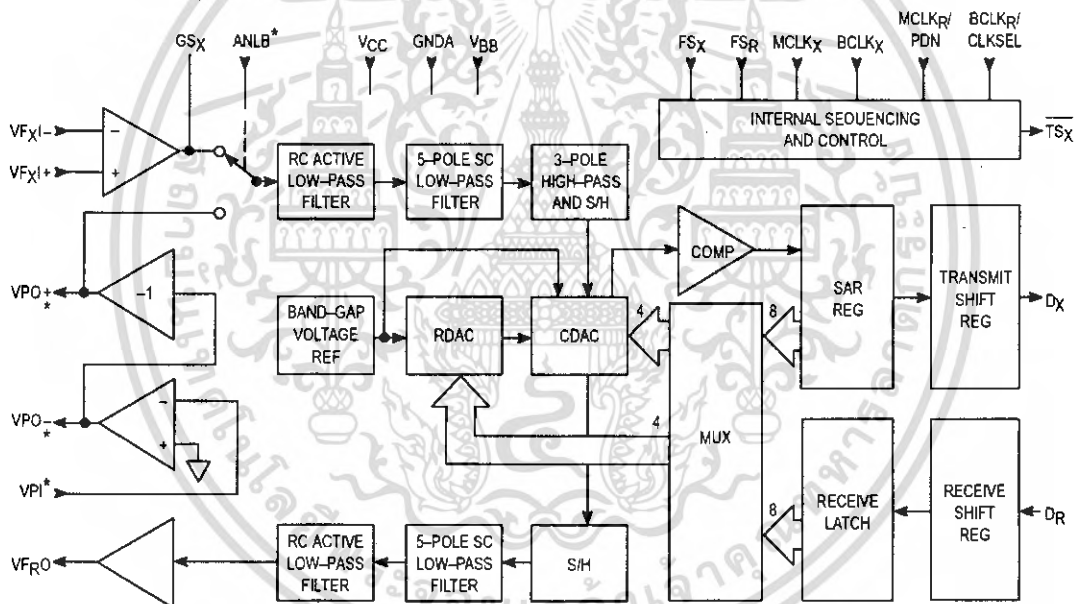 GSX
ANLB*
VCC
GNDA
VBB
FSX
FSR
MCLKX
BCLKX
MCLKR/
PDN
BCLKR/
CLKSEL
INTERNAL SEQUENCING
AND CONTROL
TSX
VFXI-
VFXI+
-
+
RC ACTIVE
LOW-PASS
FILTER
5-POLE SC
LOW-PASS
FILTER
3-POLE
HIGH-PASS
AND S/H
COMP
SAR
REG
TRANSMIT
SHIFT
REG
DX
VPO+
*
-1
BAND-GAP
VOLTAGE
REF
RDAC
CDAC
4
8
4
MUX
VPO-
*
-
+
VPI*
8
RECEIVE
LATCH
RECEIVE
SHIFT
REG
DR
VFRO
RC ACTIVE
LOW-PASS
FILTER
5-POLE SC
LOW-PASS
FILTER
S/H